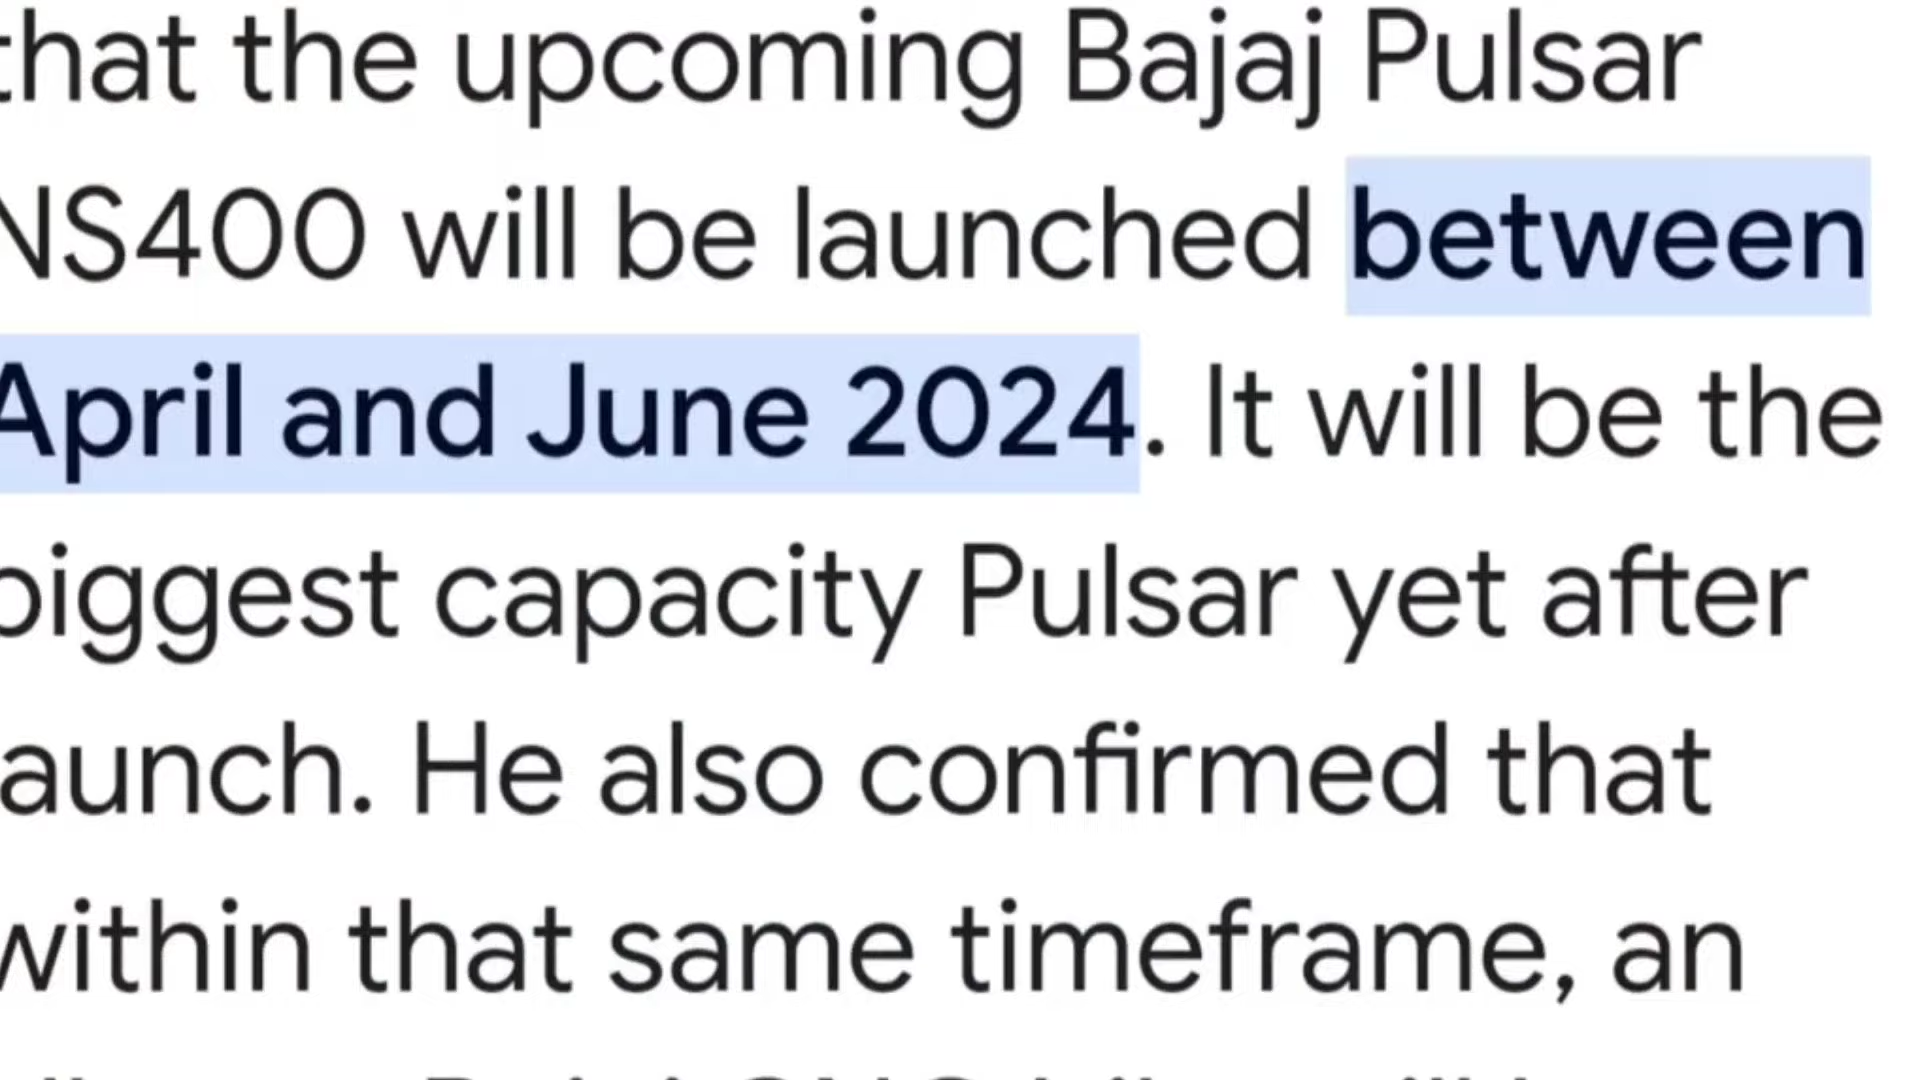 that the upcoming Bajaj Pulsar
NS400 will be launched between
April and June 2024. It will be the
biggest capacity Pulsar yet after
launch. He also confirmed that
within that same timeframe, an